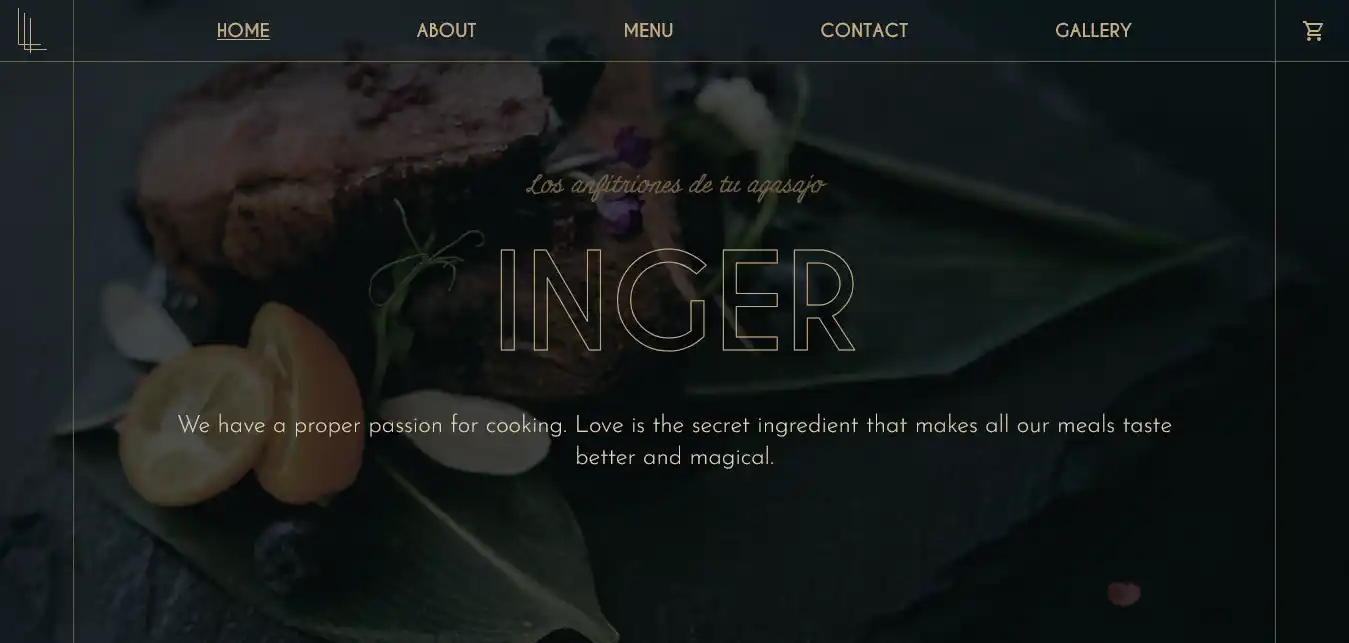 HOME ABOUT MENU CONTACT GALLERY
Los anfitriones de tu agasajo
INGER
We have a proper passion for cooking. Love is the secret ingredient that makes all our meals taste
better and magical.